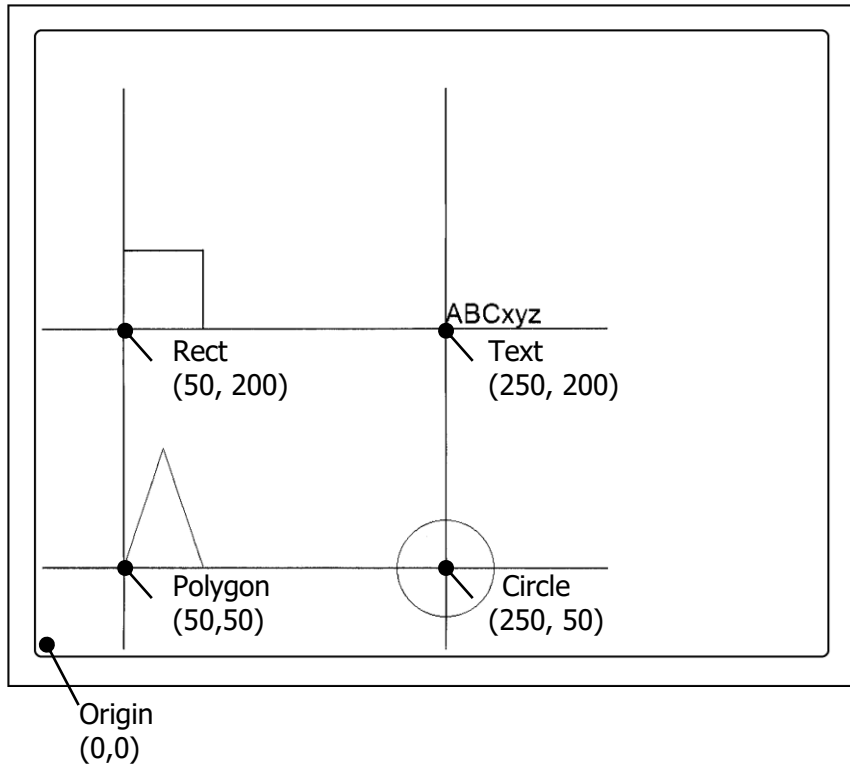 ABCxyz
Rect
(50, 200)
Text
(250, 200)
Polygon
(50,50)
Circle
(250, 50)
Origin
(0,0)